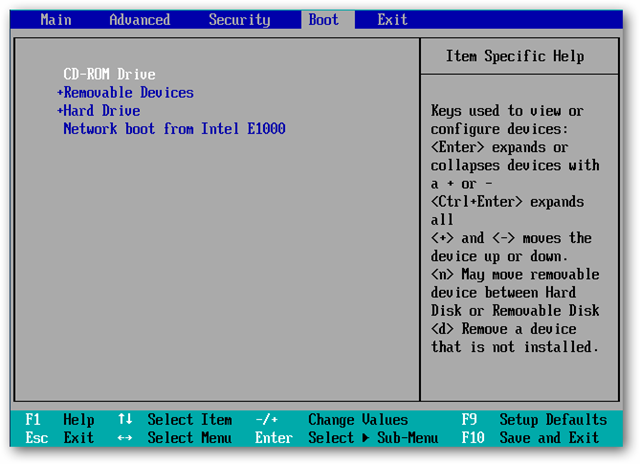 Main Advanced Security Boot Exit
Item Specific Help
CD-ROM Drive
+Removable Devices
+Hard Drive
Network boot from Intel E1000
Keys used to view or
configure devices:
<Enter> expands or
collapses devices with
a + or -
<Ctrl+Enter> expands
all
<+> and <-> moves the
device up or down.
<n> May move removable
device between Hard
Disk or Removable Disk
<d> Remove a device
that is not installed.
F1 Help ↑↓ Select Item -/+ Change Values F9 Setup Defaults
Esc Exit ↔ Select Menu Enter Select ▶ Sub-Menu F10 Save and Exit